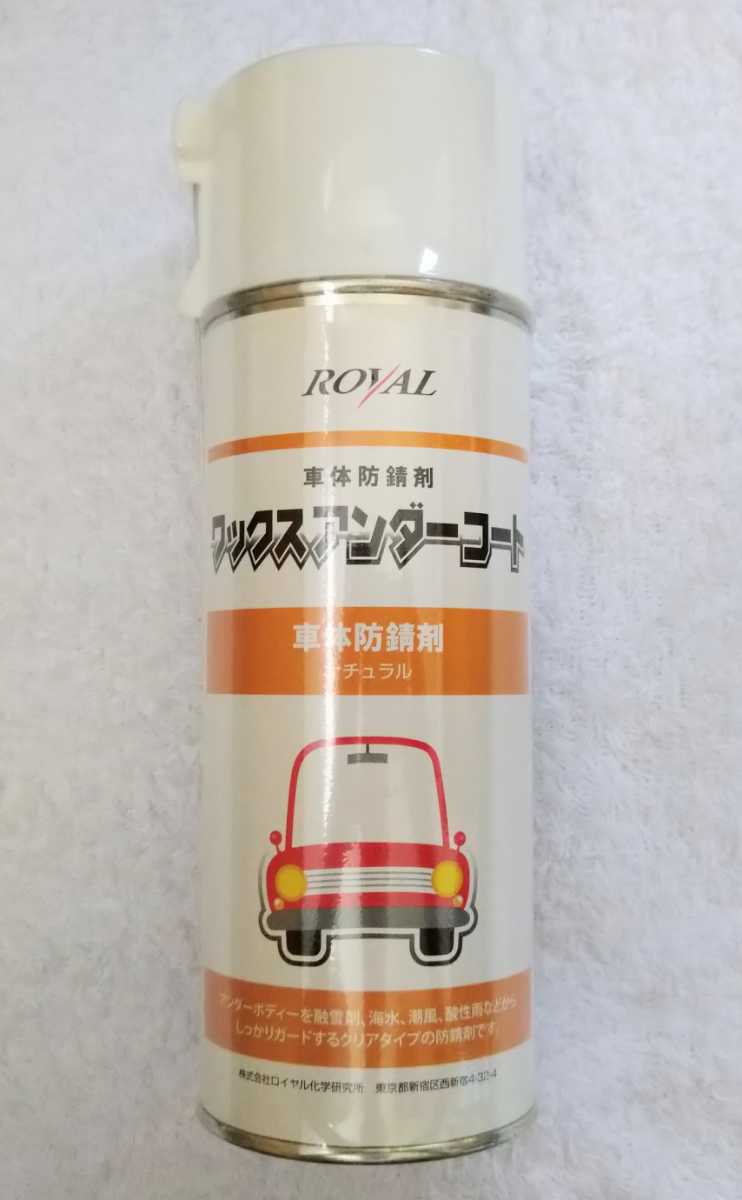 ROYAL
車体防錆剤
ワックスアンダーコート
車体防錆剤
ナチュラル
アンダーボディーを融雪剤、海水、潮風、酸性雨などから
しっかりガードするクリアタイプの防錆剤です。
株式会社ロイヤル化学研究所 東京都新宿区西新宿4-32-4